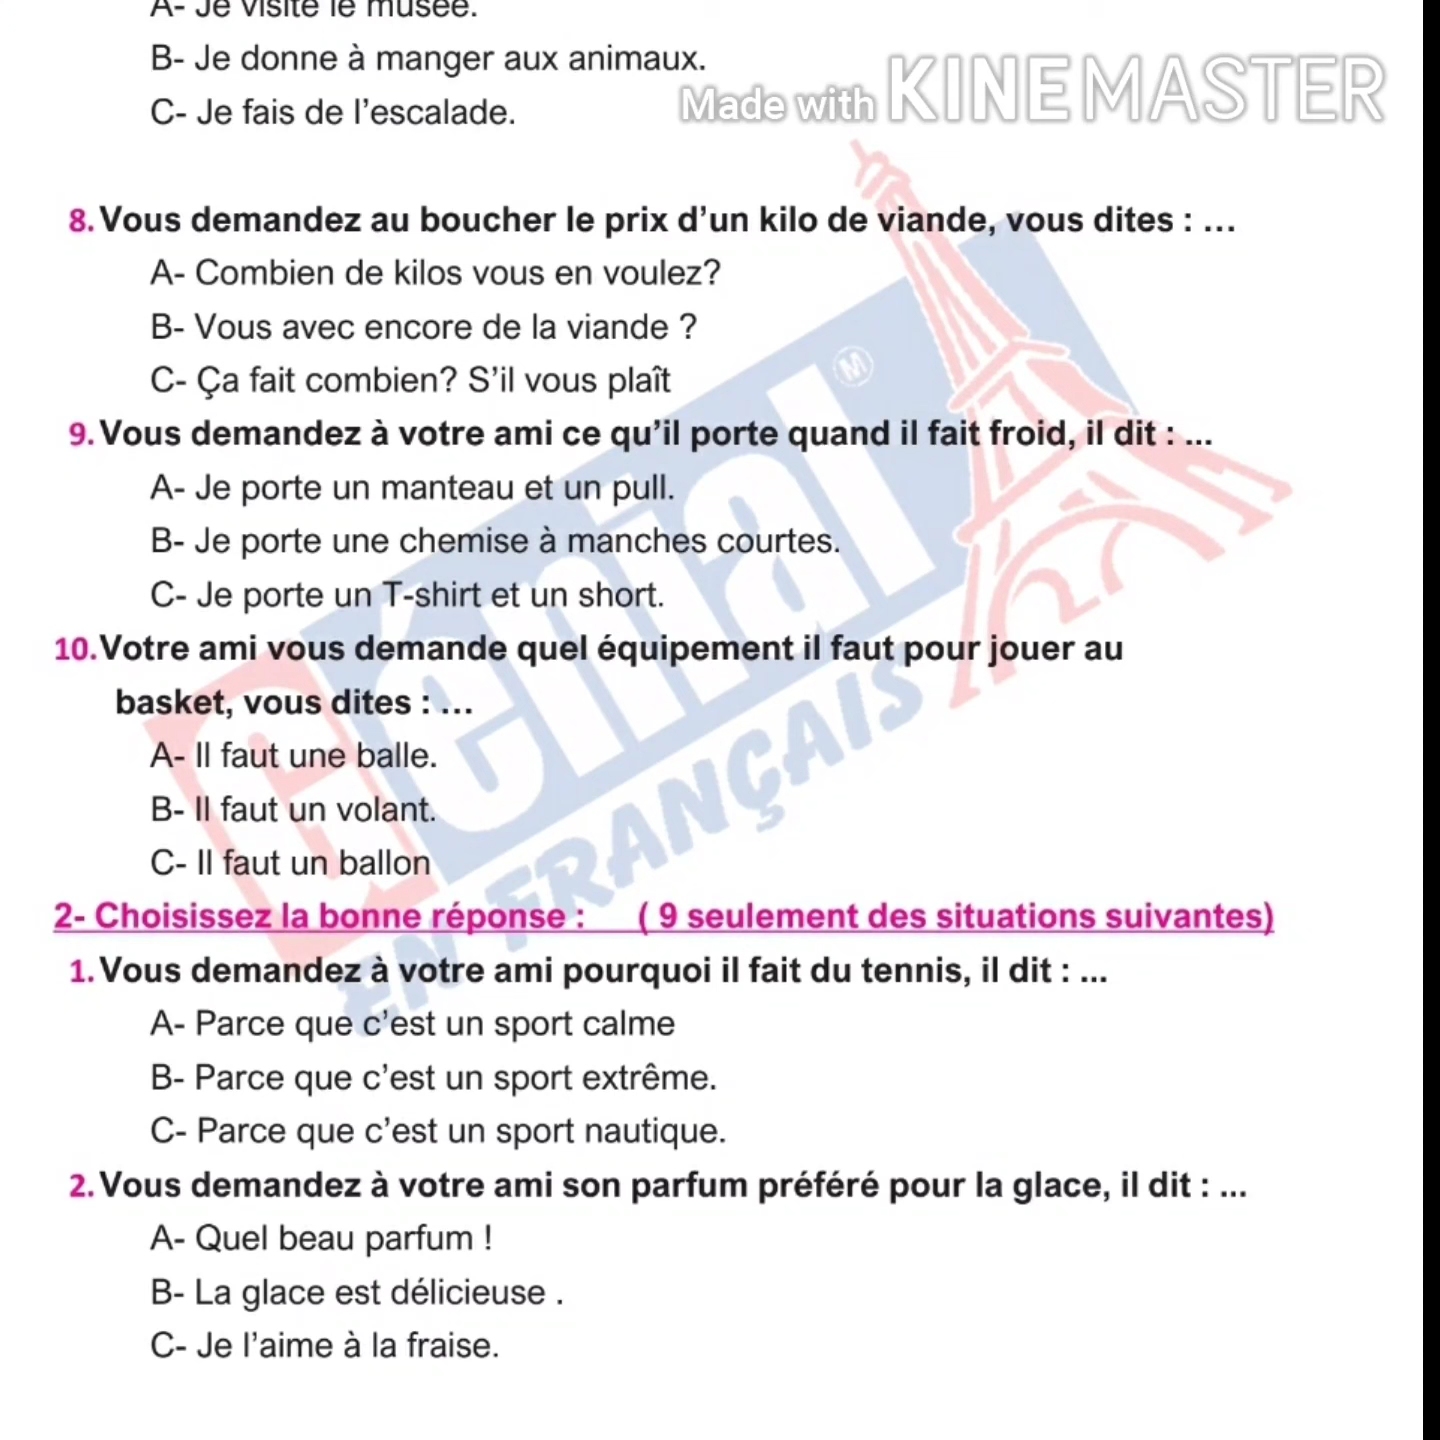 A- Je visite le musée.
B- Je donne à manger aux animaux.
Made with KINEMASTER
C- Je fais de l’escalade.
8. Vous demandez au boucher le prix d’un kilo de viande, vous dites : ...
A- Combien de kilos vous en voulez?
B- Vous avec encore de la viande ?
C- Ça fait combien? S’il vous plaît
9. Vous demandez à votre ami ce qu’il porte quand il fait froid, il dit : ...
A- Je porte un manteau et un pull.
B- Je porte une chemise à manches courtes.
C- Je porte un T-shirt et un short.
10. Votre ami vous demande quel équipement il faut pour jouer au
basket, vous dites : ...
A- Il faut une balle.
B- Il faut un volant.
C- Il faut un ballon
2- Choisissez la bonne réponse : ( 9 seulement des situations suivantes)
1. Vous demandez à votre ami pourquoi il fait du tennis, il dit : ...
A- Parce que c’est un sport calme
B- Parce que c’est un sport extrême.
C- Parce que c’est un sport nautique.
2. Vous demandez à votre ami son parfum préféré pour la glace, il dit : ...
A- Quel beau parfum !
B- La glace est délicieuse .
C- Je l’aime à la fraise.
Génial
M
EN FRANÇAIS